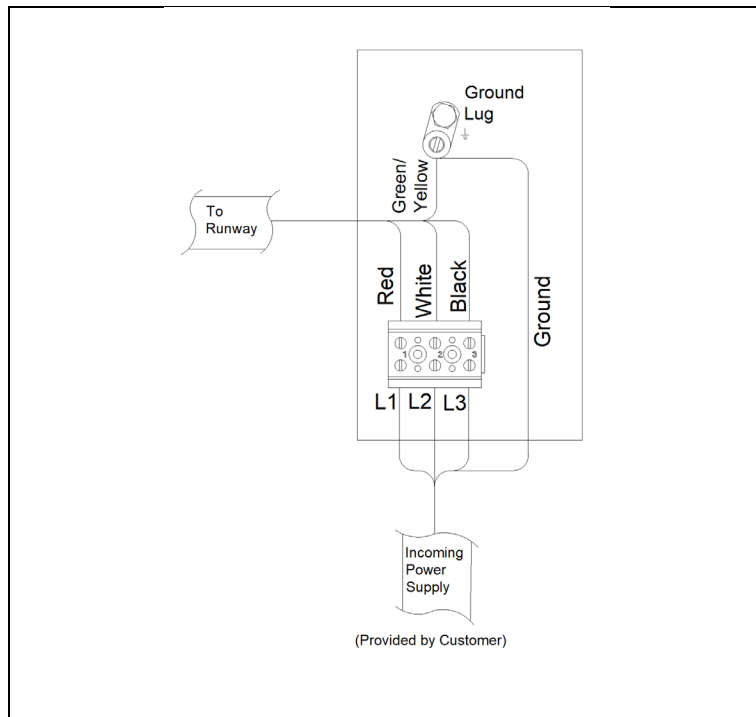 Ground
Lug
Green/
Yellow
To
Runway
Red
White
Black
Ground
1 2 3
L1 L2 L3
Incoming
Power
Supply
(Provided by Customer)